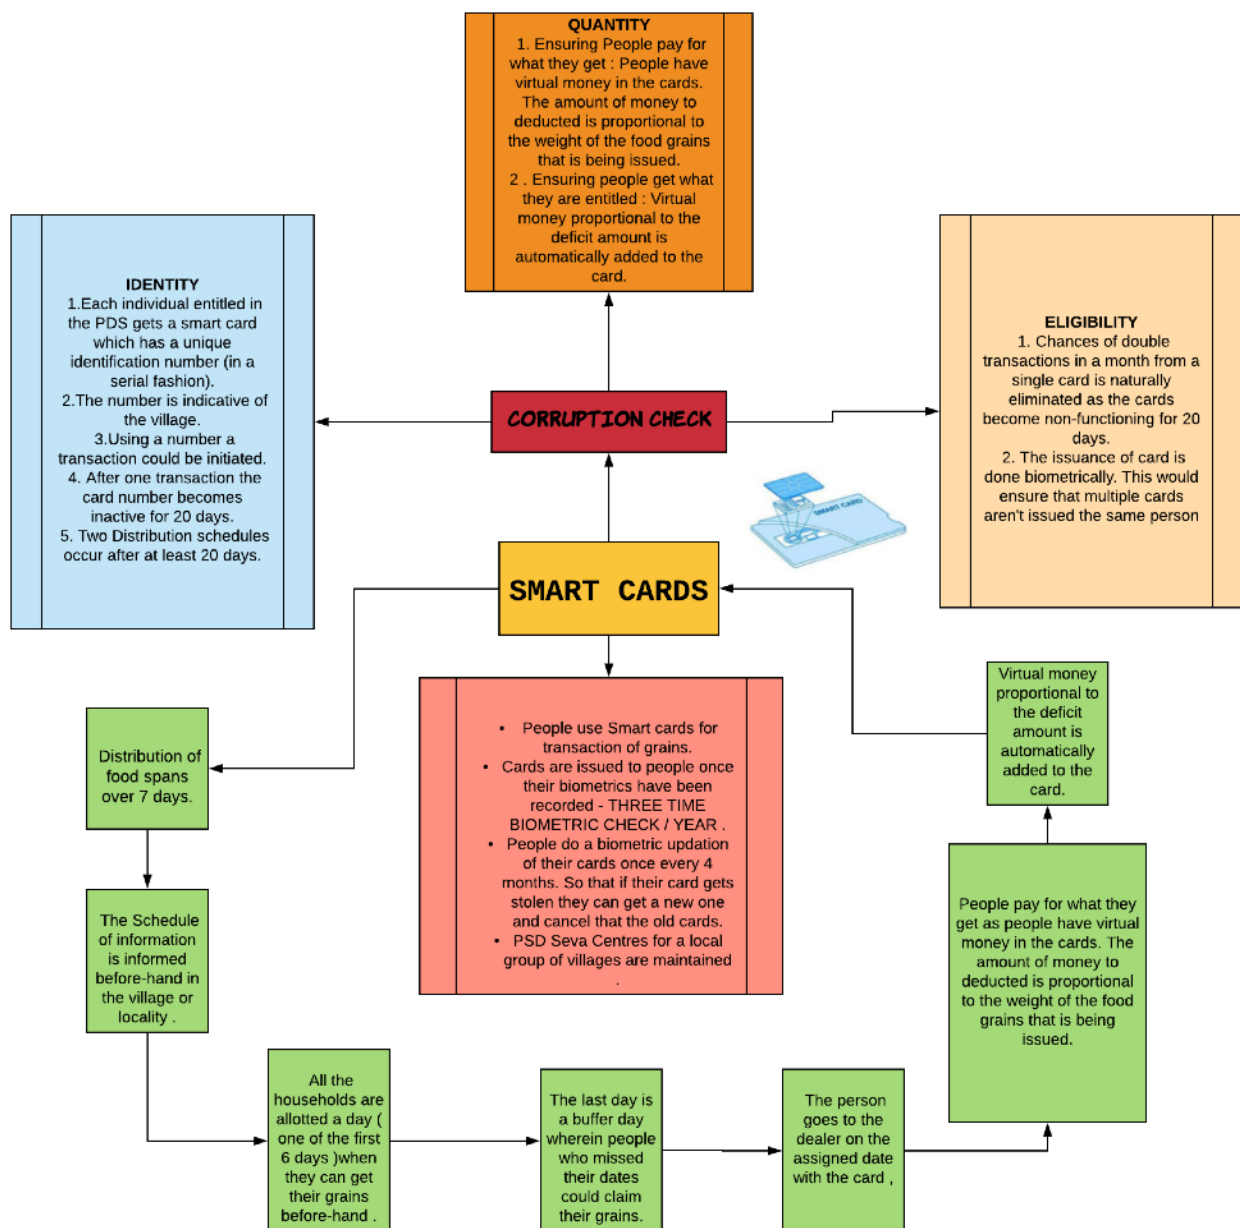 QUANTITY
1. Ensuring People pay for
what they get : People have
virtual money in the cards.
The amount of money to
deducted is proportional to
the weight of the food grains
that is being issued.
2 . Ensuring people get what
they are entitled : Virtual
money proportional to the
deficit amount is
automatically added to the
card.
IDENTITY
1.Each individual entitled in
the PDS gets a smart card
which has a unique
identification number (in a
serial fashion).
2.The number is indicative of
the village.
3.Using a number a
transaction could be initiated.
4. After one transaction the
card number becomes
inactive for 20 days.
5. Two Distribution schedules
occur after at least 20 days.
CORRUPTION CHECK
ELIGIBILITY
1. Chances of double
transactions in a month from a
single card is naturally
eliminated as the cards
become non-functioning for 20
days.
2. The issuance of card is
done biometrically. This would
ensure that multiple cards
aren't issued the same person
SMART CARD
SMART CARDS
• People use Smart cards for
transaction of grains.
• Cards are issued to people once
their biometrics have been
recorded - THREE TIME
BIOMETRIC CHECK / YEAR .
• People do a biometric updation
of their cards once every 4
months. So that if their card gets
stolen they can get a new one
and cancel that the old cards.
• PSD Seva Centres for a local
group of villages are maintained
.
Distribution of
food spans
over 7 days.
The Schedule
of information
is informed
before-hand in
the village or
locality .
All the
households are
allotted a day (
one of the first
6 days )when
they can get
their grains
before-hand .
The last day is
a buffer day
wherein people
who missed
their dates
could claim
their grains.
The person
goes to the
dealer on the
assigned date
with the card ,
People pay for what they
get as people have virtual
money in the cards. The
amount of money to
deducted is proportional
to the weight of the food
grains that is being
issued.
Virtual money
proportional to
the deficit
amount is
automatically
added to the
card.